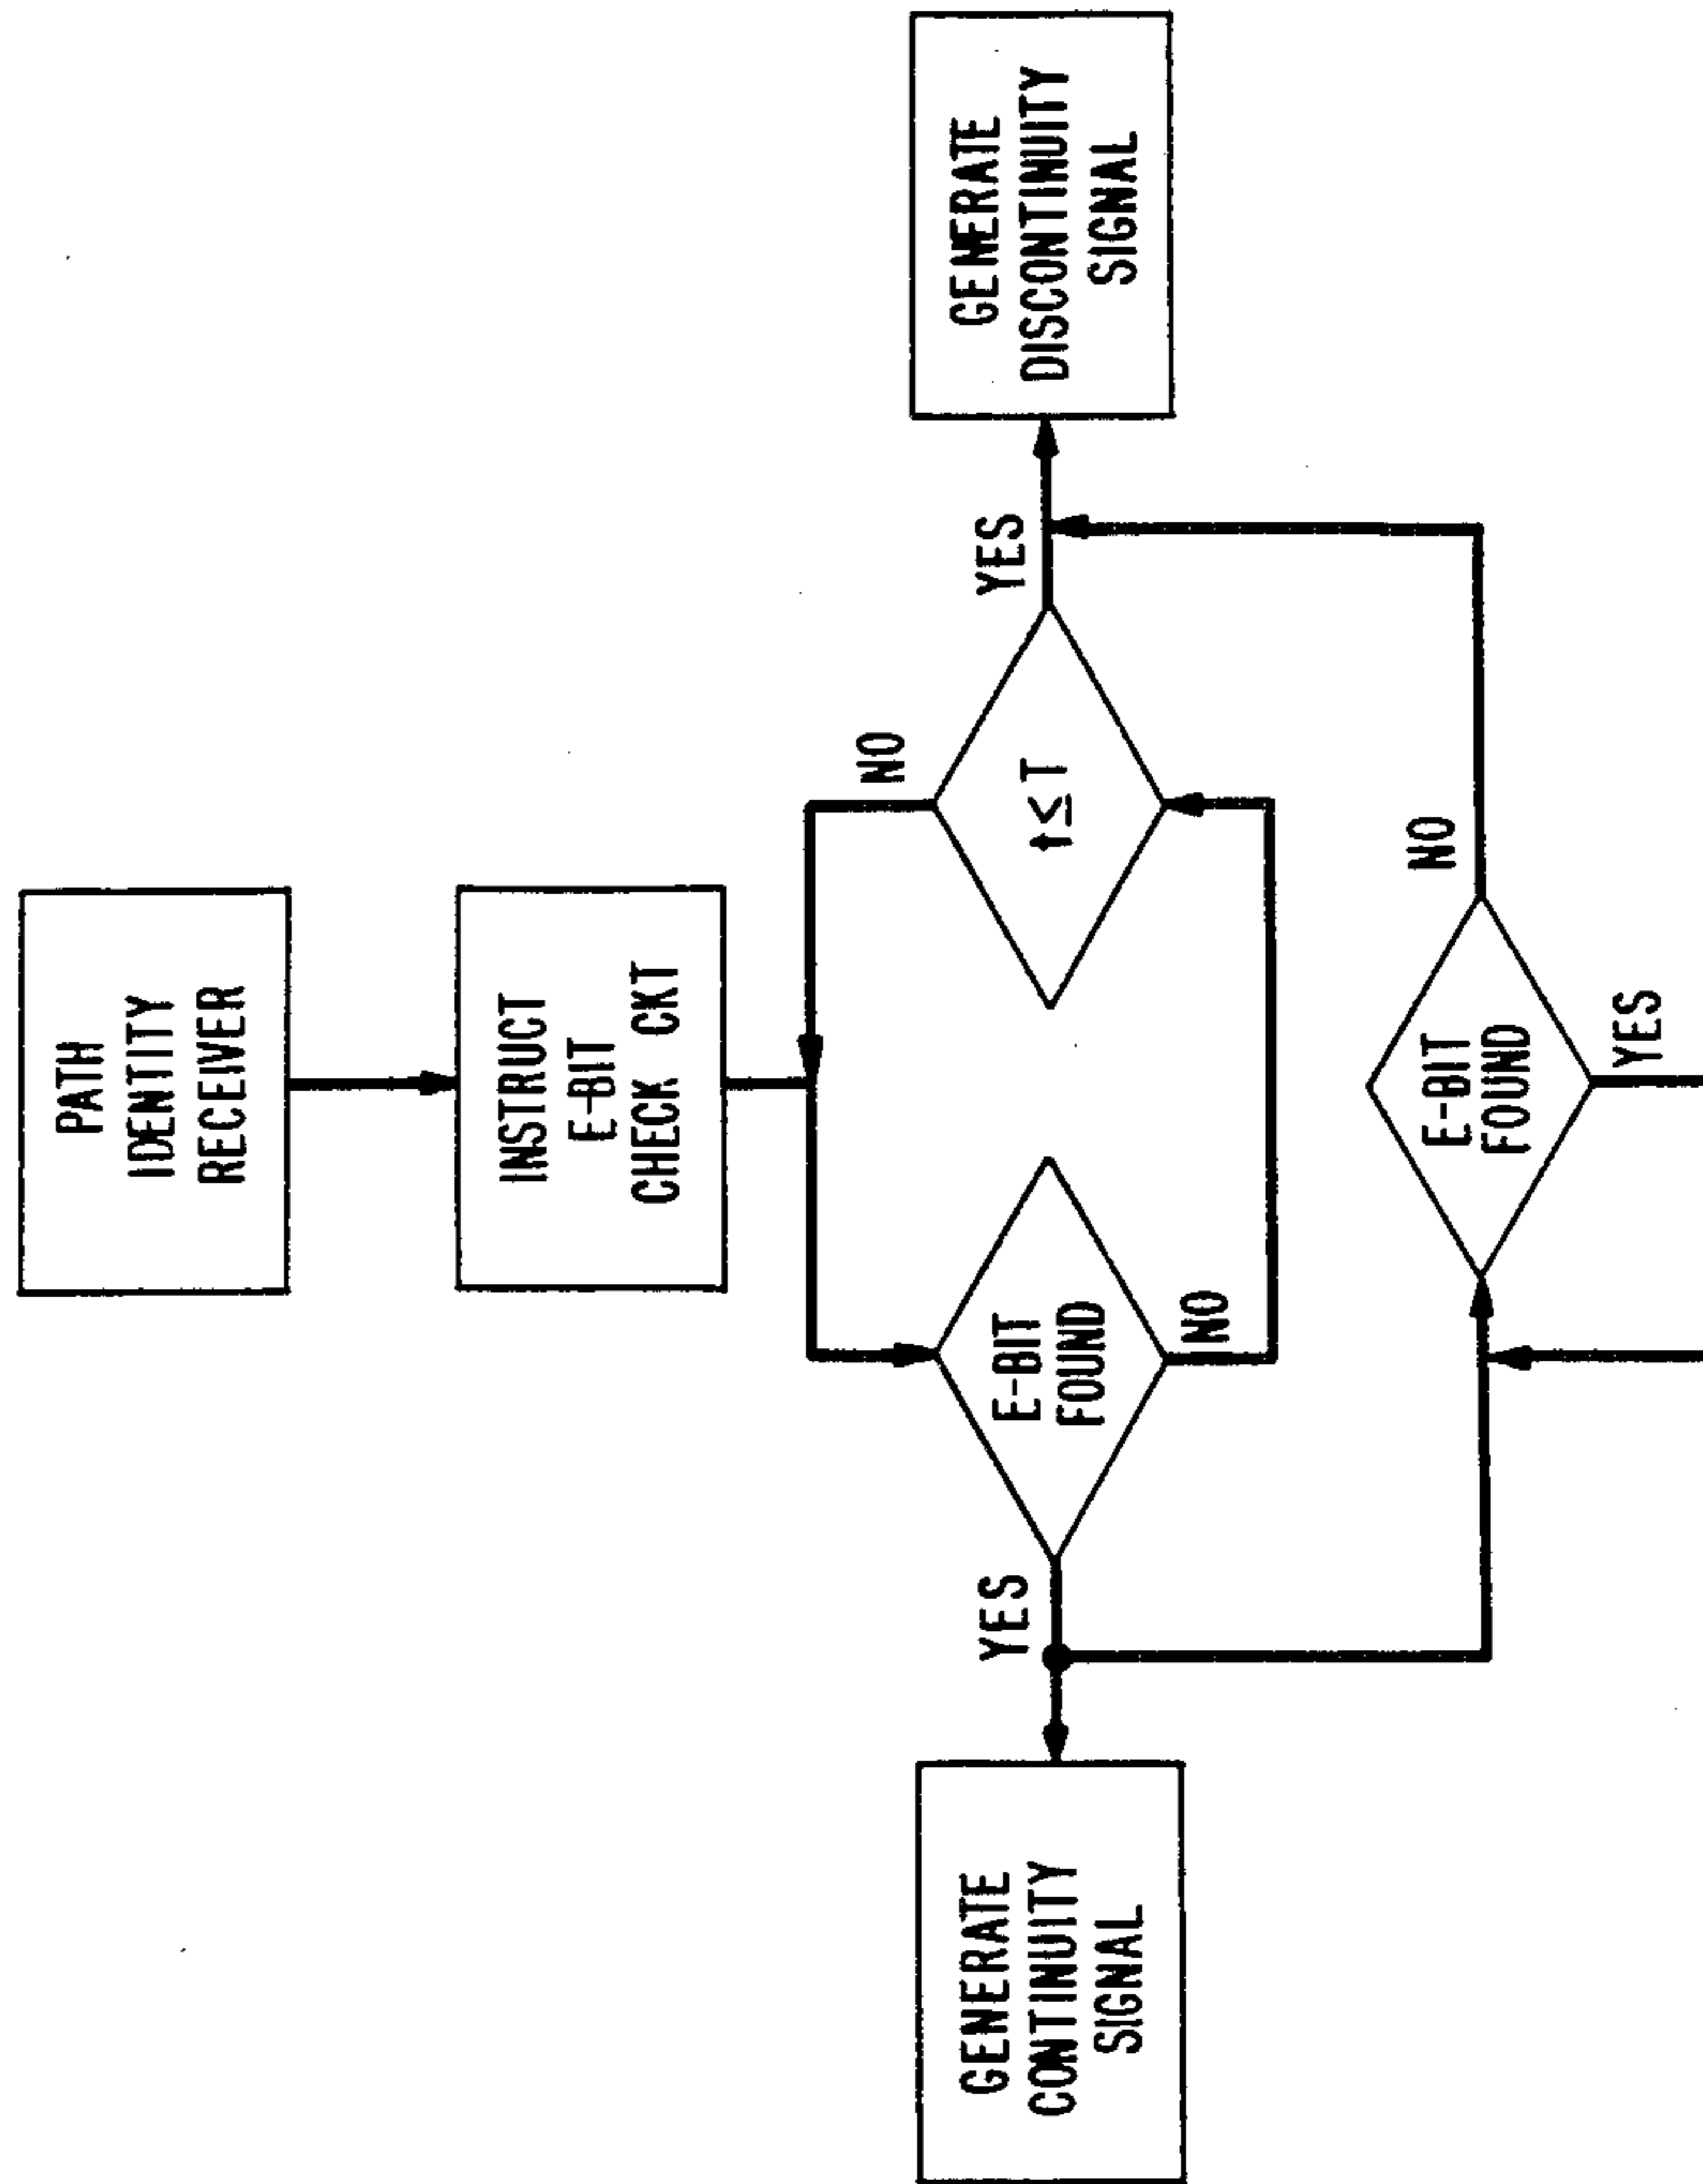 PATH
IDENTITY
RECEIVER
INSTRUCT
E-BIT
CHECK CKT
NO
YES
E-BIT
FOUND
NO
t≤T
YES
GENERATE
CONTINUITY
SIGNAL
GENERATE
DISCONTINUITY
SIGNAL
E-BIT
FOUND
NO
YES